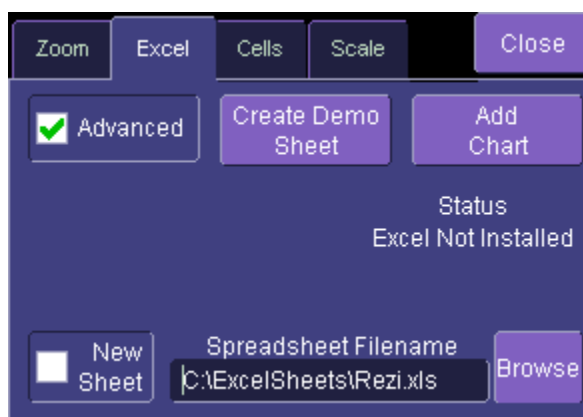 Zoom Excel Cells Scale Close
Advanced
Create Demo
Sheet
Add
Chart
Status
Excel Not Installed
New
Sheet
Spreadsheet Filename
C:\ExcelSheets\Rezi.xls
Browse